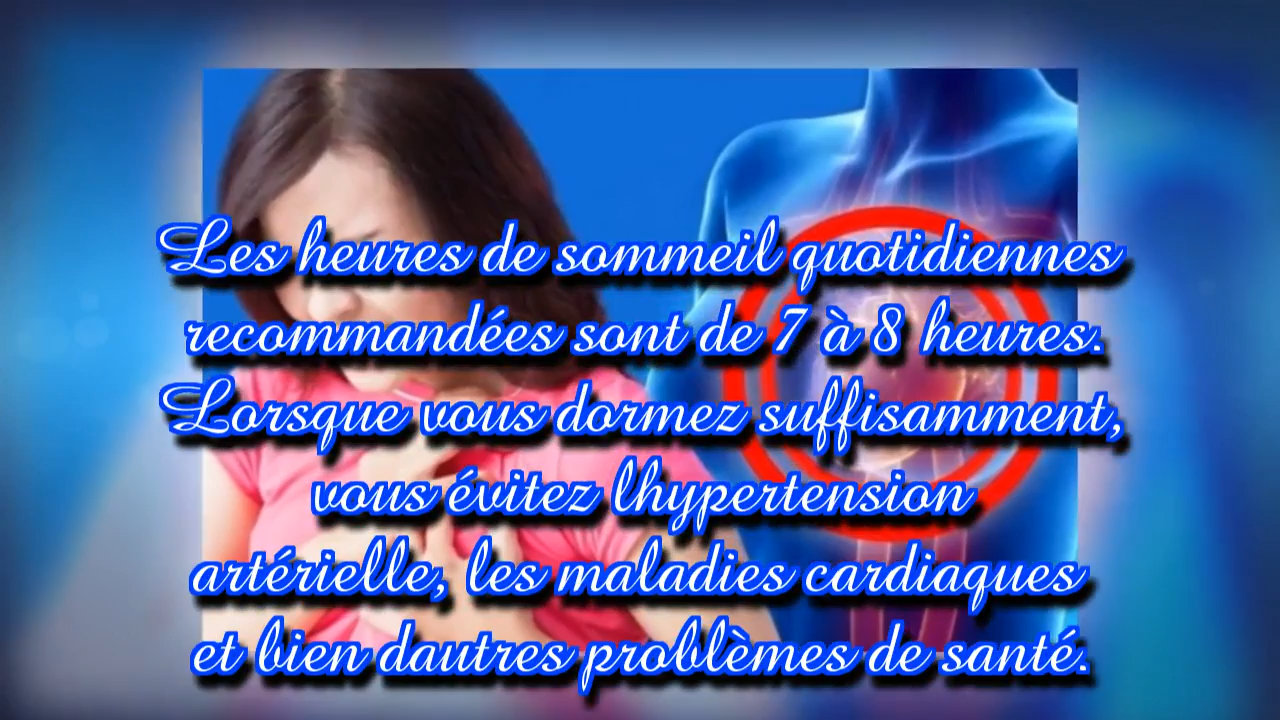 Les heures de sommeil quotidiennes
recommandées sont de 7 à 8 heures.
Lorsque vous dormez suffisamment,
vous évitez lhypertension
artérielle, les maladies cardiaques
et bien dautres problèmes de santé.